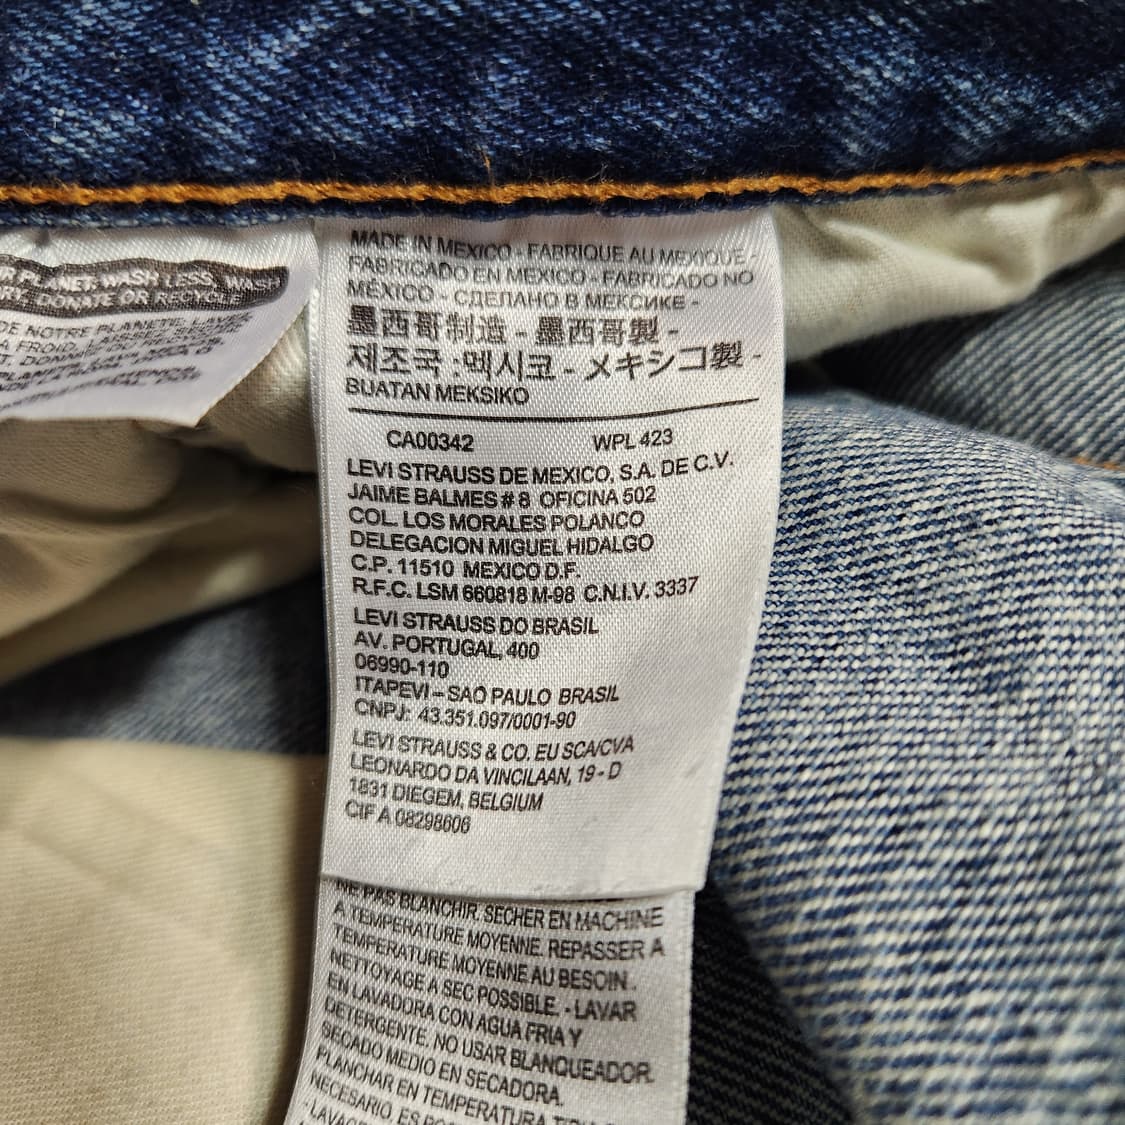 PLANET. WASH LESS, WASH
DONATE OR RECYCLE
DE NOTRE PLANETE: LAVER
A FROID,
MADE IN MEXICO - FABRIQUE AU MEXIQUE -
FABRICADO EN MEXICO - FABRICADO NO
MÉXICO - СДЕЛАНО В МЕКСИКЕ -
墨西哥制造 - 墨西哥製 -
제조국 :멕시코 - メキシコ製 -
BUATAN MEKSIKO
CA00342 WPL 423
LEVI STRAUSS DE MEXICO, S.A. DE C.V.
JAIME BALMES # 8 OFICINA 502
COL. LOS MORALES POLANCO
DELEGACION MIGUEL HIDALGO
C.P. 11510 MEXICO D.F.
R.F.C. LSM 660818 M-98 C.N.I.V. 3337
LEVI STRAUSS DO BRASIL
AV. PORTUGAL, 400
06990-110
ITAPEVI – SAO PAULO BRASIL
CNPJ: 43.351.097/0001-90
LEVI STRAUSS & CO. EU SCA/CVA
LEONARDO DA VINCILAAN, 19 - D
1831 DIEGEM, BELGIUM
CIF A 08298606
NE PAS BLANCHIR. SECHER EN MACHINE
A TEMPERATURE MOYENNE. REPASSER A
TEMPERATURE MOYENNE AU BESOIN.
NETTOYAGE A SEC POSSIBLE. - LAVAR
EN LAVADORA CON AGUA FRIA Y
DETERGENTE. NO USAR BLANQUEADOR.
SECADO MEDIO EN SECADORA.
PLANCHAR EN TEMPERATURA
NECESARIO. ES